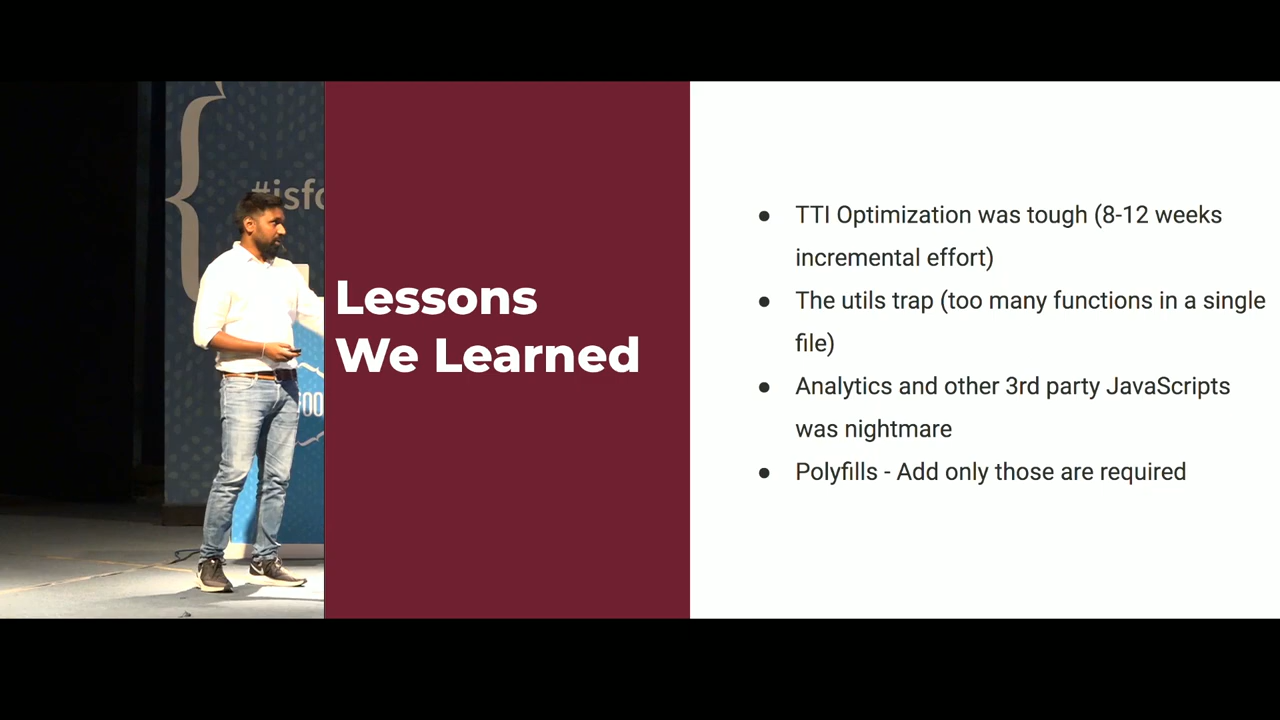 #isfo
Lessons
We Learned
● TTI Optimization was tough (8-12 weeks
incremental effort)
● The utils trap (too many functions in a single
file)
● Analytics and other 3rd party JavaScripts
was nightmare
● Polyfills - Add only those are required